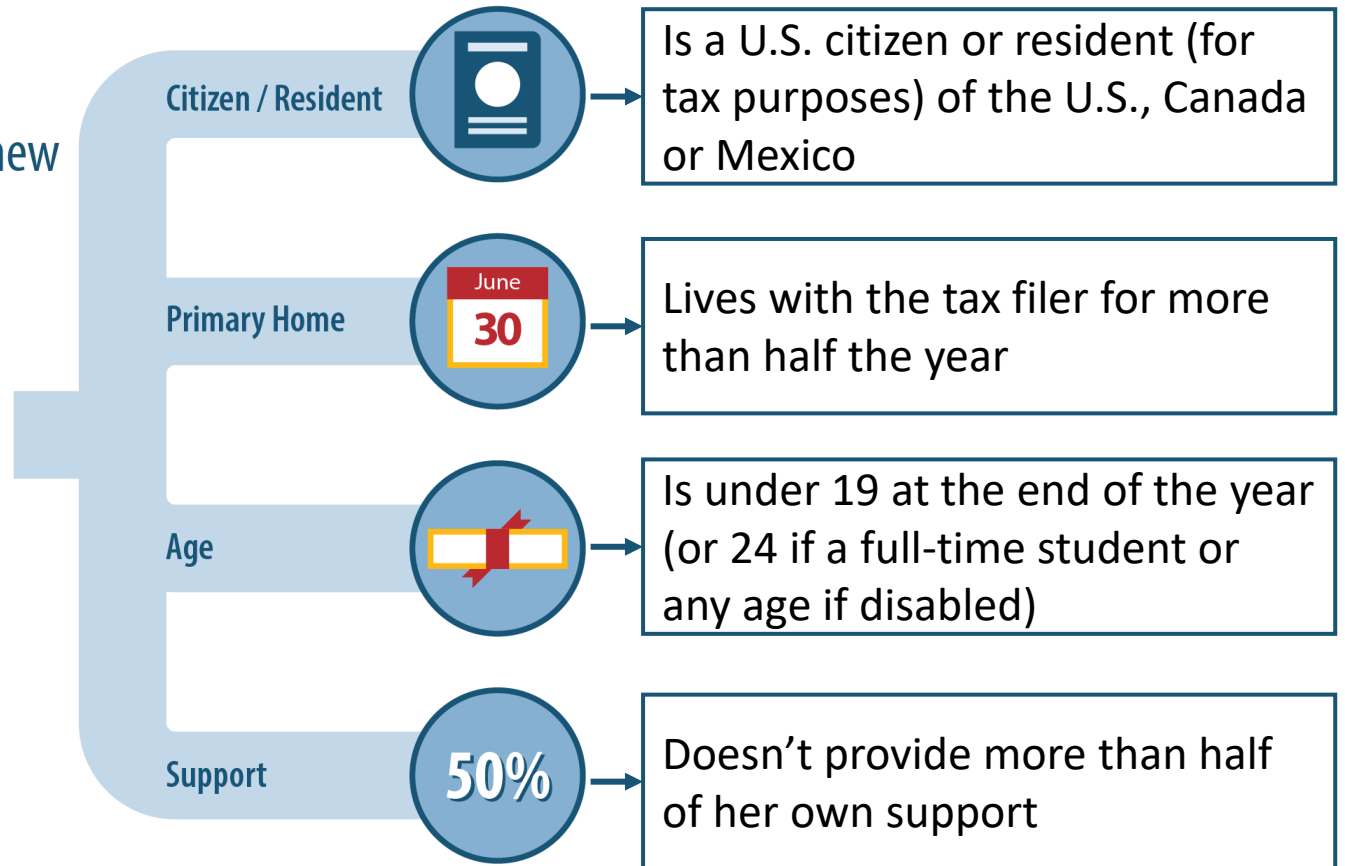 new
Citizen / Resident
Is a U.S. citizen or resident (for
tax purposes) of the U.S., Canada
or Mexico
Primary Home
June
30
Lives with the tax filer for more
than half the year
Age
Is under 19 at the end of the year
(or 24 if a full-time student or
any age if disabled)
Support
50%
Doesn’t provide more than half
of her own support